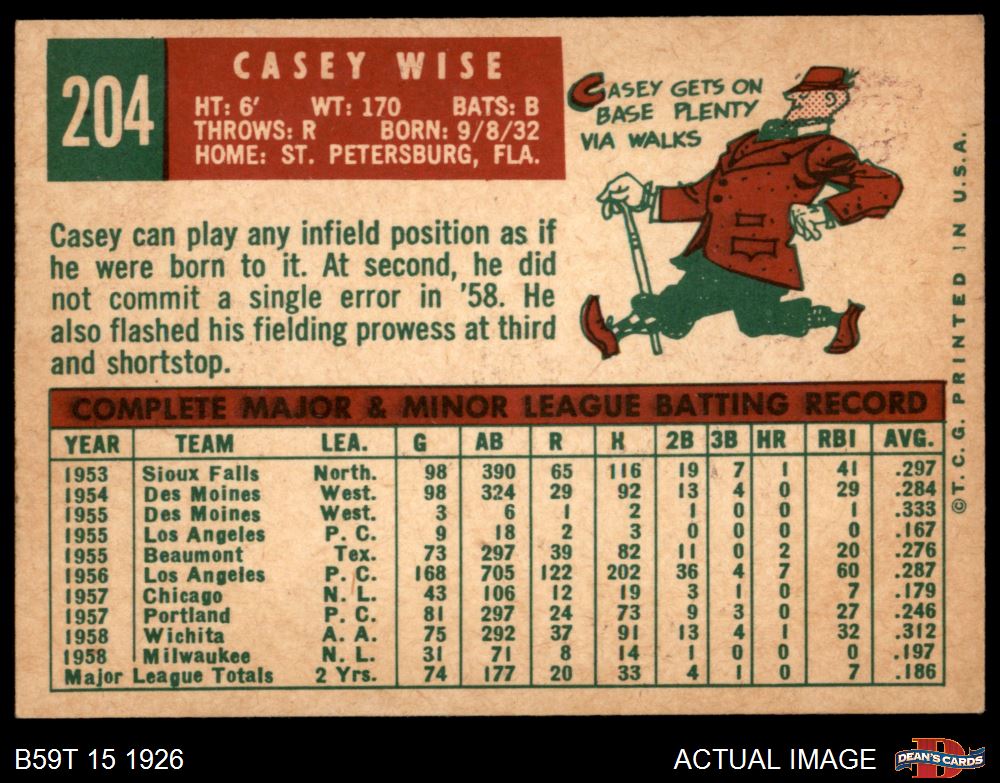 204
CASEY WISE
HT: 6' WT: 170 BATS: B
THROWS: R BORN: 9/8/32
HOME: ST. PETERSBURG, FLA.
CASEY GETS ON
BASE PLENTY
VIA WALKS
Casey can play any infield position as if
he were born to it. At second, he did
not commit a single error in '58. He
also flashed his fielding prowess at third
and shortstop.
COMPLETE MAJOR & MINOR LEAGUE BATTING RECORD
YEAR TEAM LEA. G AB R H 2B 3B HR RBI AVG.
1953 Sioux Falls North. 98 390 65 116 19 7 1 41 .297
1954 Des Moines West. 98 324 29 92 13 4 0 29 .284
1955 Des Moines West. 3 6 1 2 1 0 0 1 .333
1955 Los Angeles P. C. 9 18 2 3 0 0 0 0 .167
1955 Beaumont Tex. 73 297 39 82 11 0 2 20 .276
1956 Los Angeles P. C. 168 705 122 202 36 4 7 60 .287
1957 Chicago N. L. 43 106 12 19 3 1 0 7 .179
1957 Portland P. C. 81 297 24 73 9 3 0 27 .246
1958 Wichita A. A. 75 292 37 91 13 4 1 32 .312
1958 Milwaukee N. L. 31 71 8 14 1 0 0 0 .197
Major League Totals 2 Yrs. 74 177 20 33 4 1 0 7 .186
©T. C. G. PRINTED IN U.S.A.
B59T 15 1926
ACTUAL IMAGE
D
DEAN'S CARDS